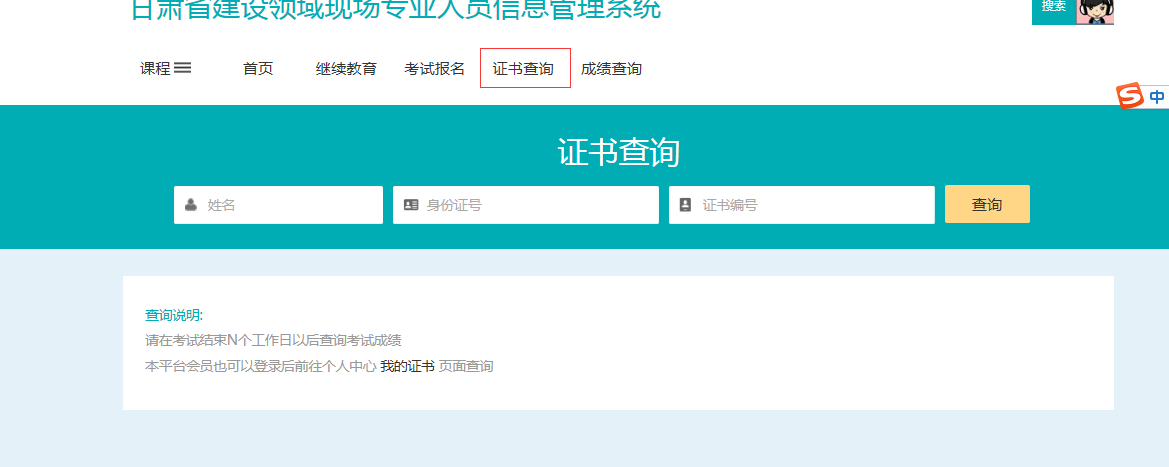 甘肃省建设领域现场专业人员信息管理系统
搜索
课程 首页 继续教育 考试报名 证书查询 成绩查询
中
证书查询
姓名 身份证号 证书编号 查询
查询说明:
请在考试结束N个工作日以后查询考试成绩
本平台会员也可以登录后前往个人中心 我的证书 页面查询